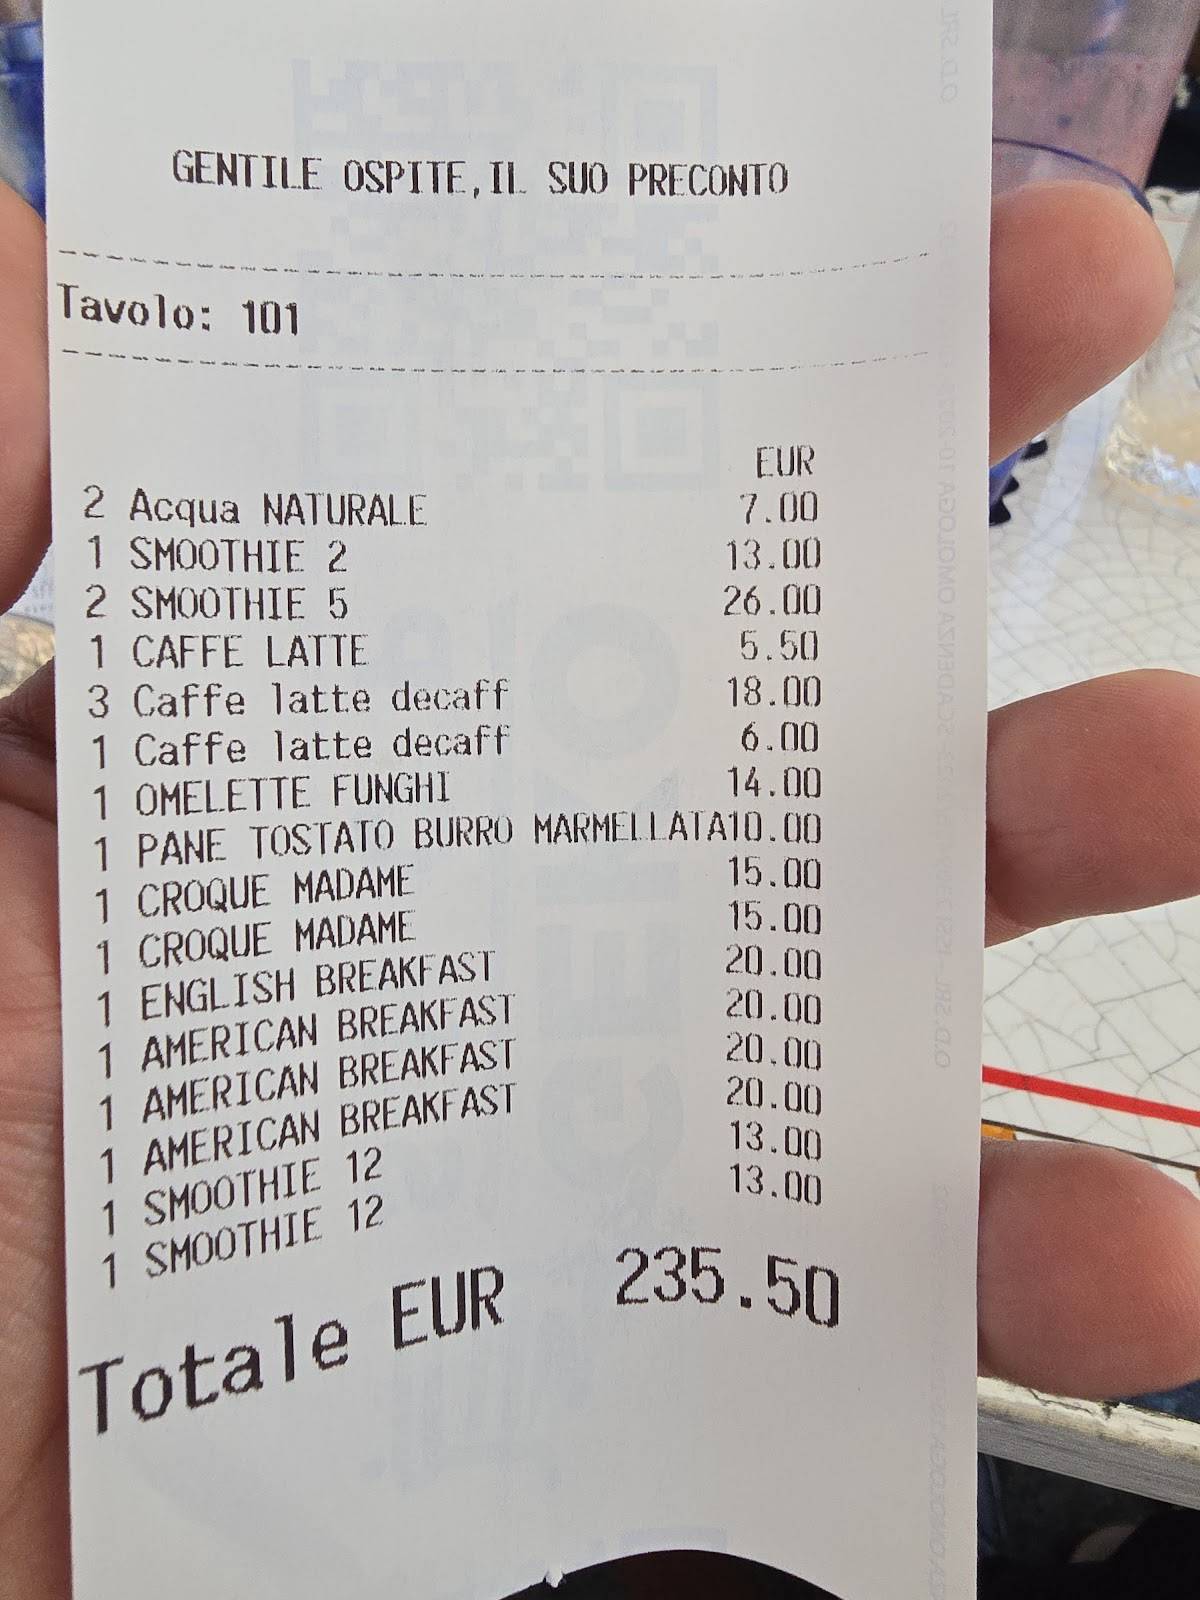 GENTILE OSPITE,IL SUO PRECONTO
Tavolo: 101
EUR
2 Acqua NATURALE 7.00
1 SMOOTHIE 2 13.00
2 SMOOTHIE 5 26.00
1 CAFFE LATTE 5.50
3 Caffe latte decaff 18.00
1 Caffe latte decaff 6.00
1 OMELETTE FUNGHI 14.00
1 PANE TOSTATO BURRO MARMELLATA10.00
1 CROQUE MADAME 15.00
1 CROQUE MADAME 15.00
1 ENGLISH BREAKFAST 20.00
1 AMERICAN BREAKFAST 20.00
1 AMERICAN BREAKFAST 20.00
1 AMERICAN BREAKFAST 20.00
1 SMOOTHIE 12 13.00
1 SMOOTHIE 12 13.00
Totale EUR 235.50